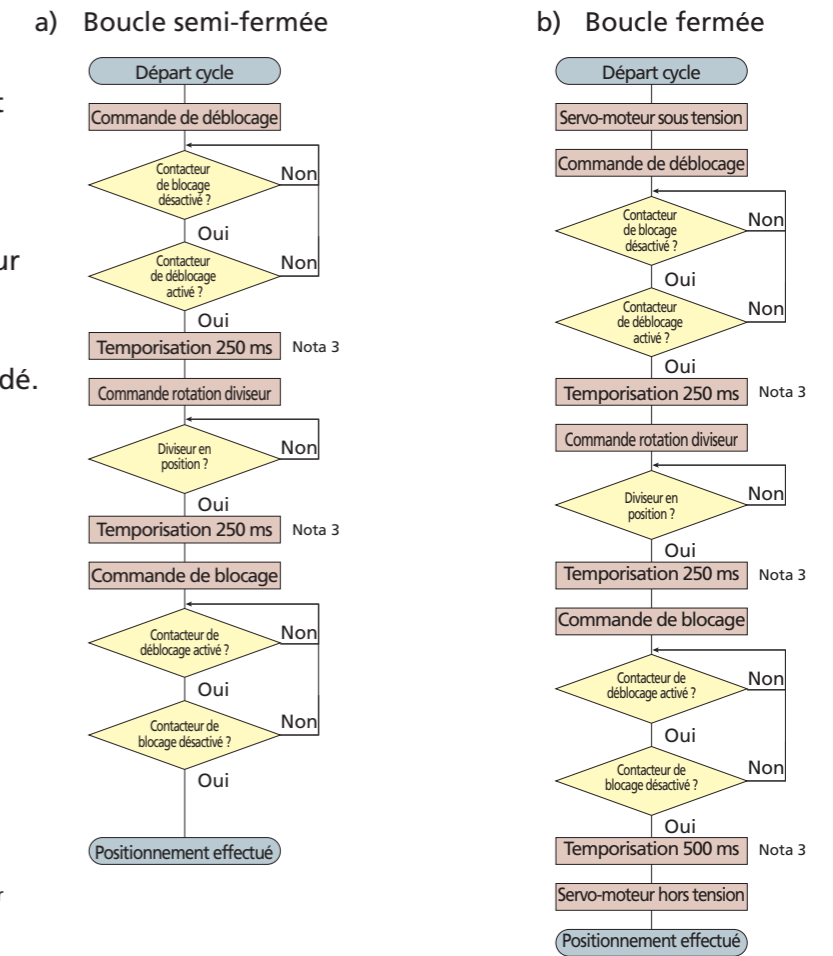 a) Boucle semi-fermée
Départ cycle
Commande de déblocage
Contacteur
de blocage
désactivé ?
Non
Oui
Contacteur
de déblocage
activé ?
Non
Oui
Temporisation 250 ms
Nota 3
Commande rotation diviseur
Diviseur en
position ?
Non
Oui
Temporisation 250 ms
Nota 3
Commande de blocage
Contacteur de
déblocage activé ?
Non
Oui
Contacteur de
blocage désactivé ?
Non
Oui
Positionnement effectué
b) Boucle fermée
Départ cycle
Servo-moteur sous tension
Commande de déblocage
Contacteur
de blocage
désactivé ?
Non
Oui
Contacteur
de déblocage
activé ?
Non
Oui
Temporisation 250 ms
Nota 3
Commande rotation diviseur
Diviseur en
position ?
Non
Oui
Temporisation 250 ms
Nota 3
Commande de blocage
Contacteur de
déblocage activé ?
Non
Oui
Contacteur de
blocage désactivé ?
Non
Oui
Temporisation 500 ms
Nota 3
Servo-moteur hors tension
Positionnement effectué